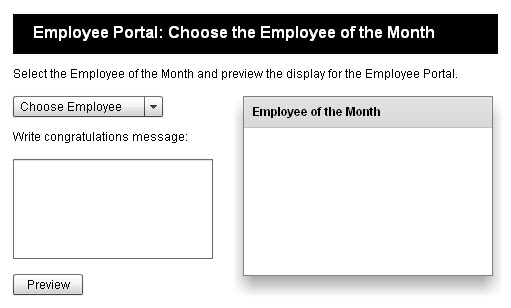 Employee Portal: Choose the Employee of the Month
Select the Employee of the Month and preview the display for the Employee Portal.
Choose Employee
Employee of the Month
Write congratulations message:
Preview